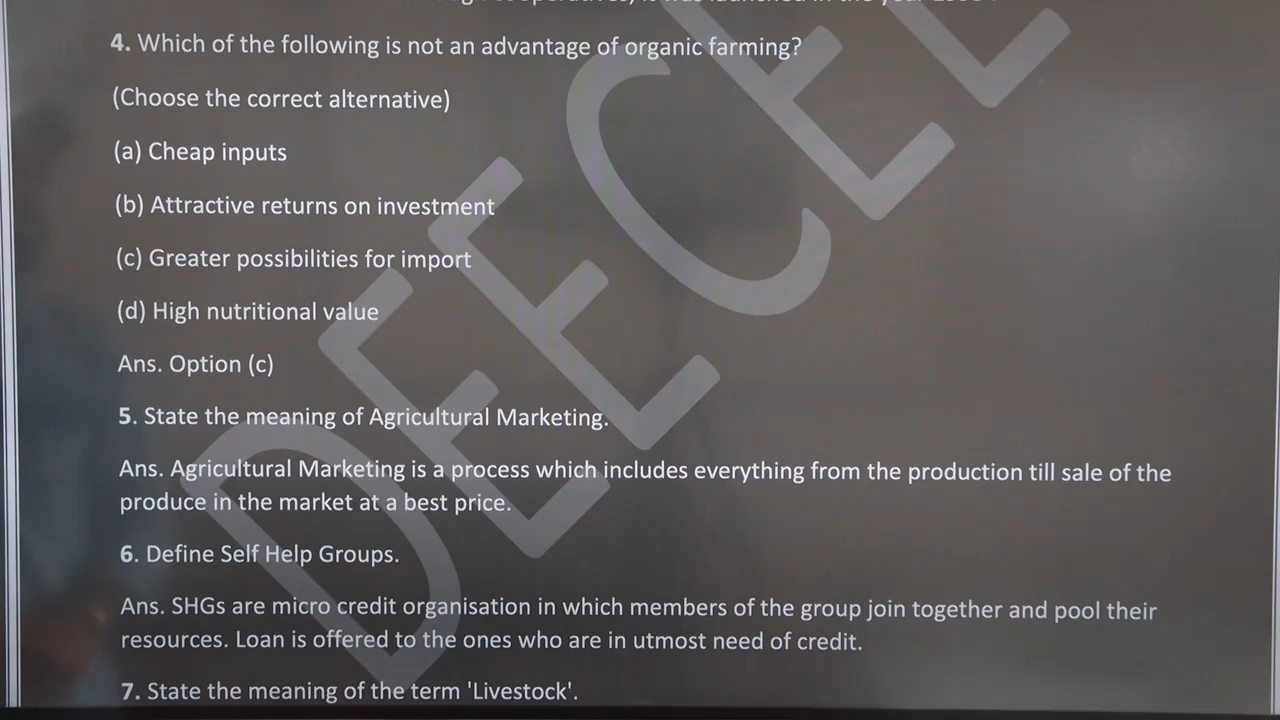 4. Which of the following is not an advantage of organic farming?
(Choose the correct alternative)
(a) Cheap inputs
(b) Attractive returns on investment
(c) Greater possibilities for import
(d) High nutritional value
Ans. Option (c)
5. State the meaning of Agricultural Marketing.
Ans. Agricultural Marketing is a process which includes everything from the production till sale of the
produce in the market at a best price.
6. Define Self Help Groups.
Ans. SHGs are micro credit organisation in which members of the group join together and pool their
resources. Loan is offered to the ones who are in utmost need of credit.
7. State the meaning of the term 'Livestock'.